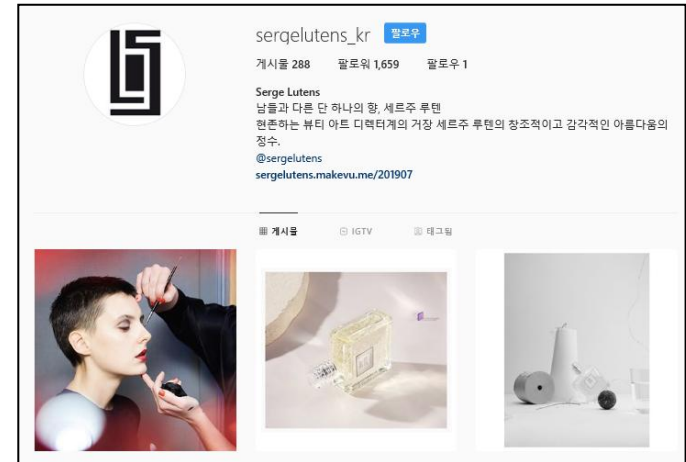 sergelutens_kr 팔로우
게시물 288 팔로워 1,659 팔로우 1
Serge Lutens
남들과 다른 단 하나의 향, 세르주 루텐
현존하는 뷰티 아트 디렉터계의 거장 세르주 루텐의 창조적이고 감각적인 아름다움의
정수.
@sergelutens
sergelutens.makevu.me/201907
게시물 IGTV 태그됨